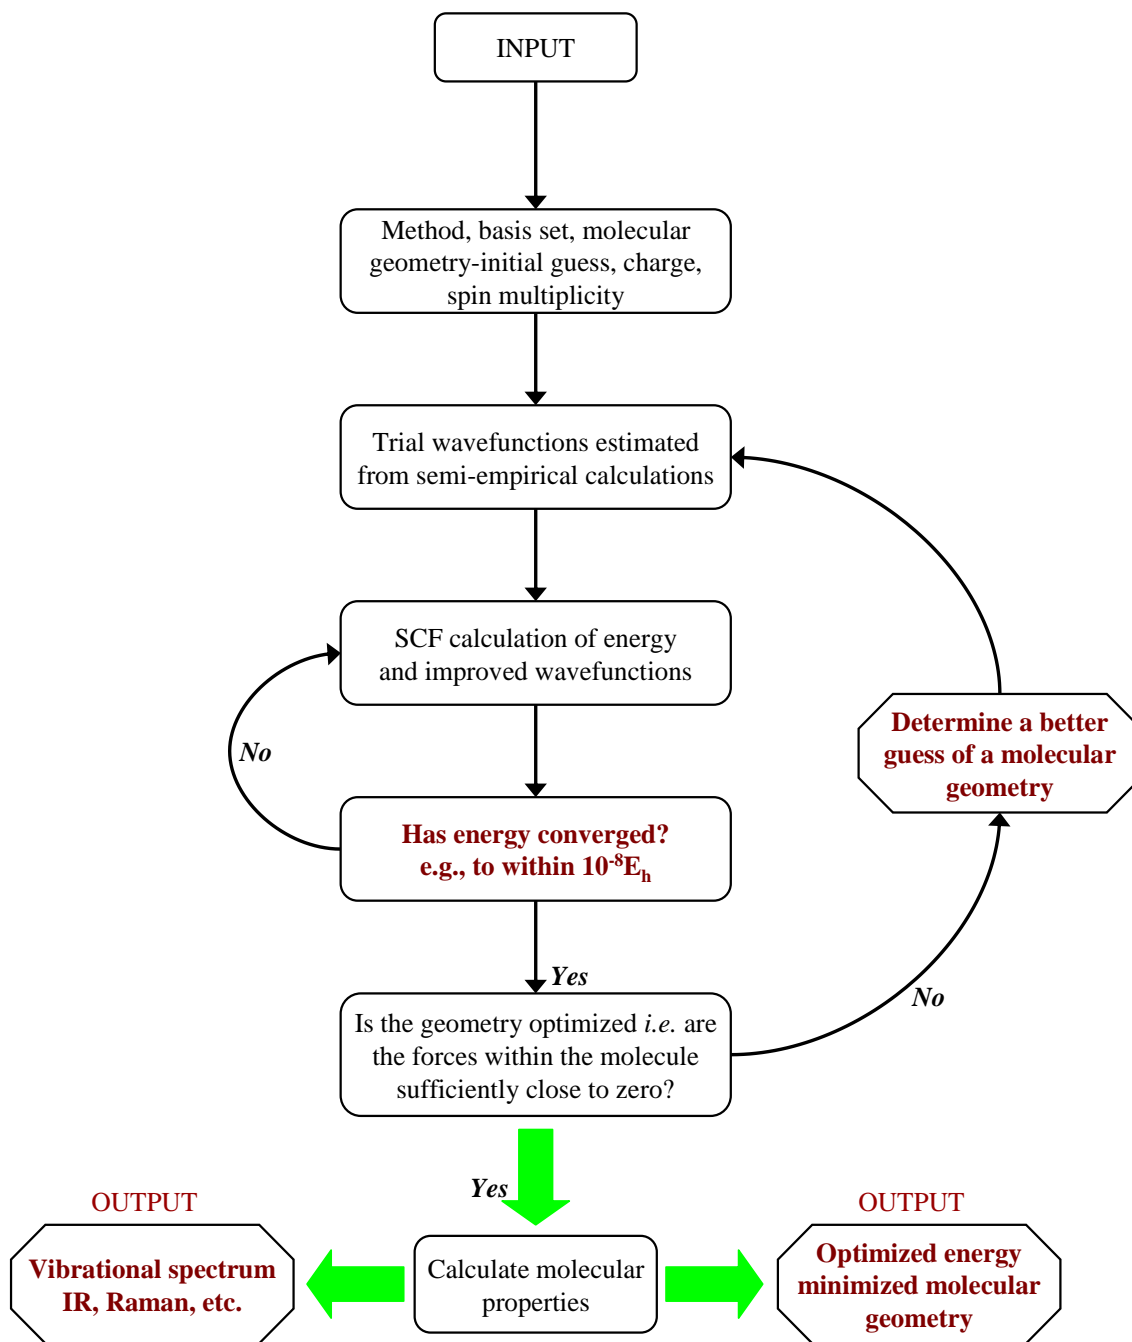 INPUT
Method, basis set, molecular
geometry-initial guess, charge,
spin multiplicity
Trial wavefunctions estimated
from semi-empirical calculations
SCF calculation of energy
and improved wavefunctions
No
Determine a better
guess of a molecular
geometry
Has energy converged?
e.g., to within 10⁻⁸Eₕ
Yes
No
Is the geometry optimized i.e. are
the forces within the molecule
sufficiently close to zero?
Yes
OUTPUT
Vibrational spectrum
IR, Raman, etc.
Calculate molecular
properties
OUTPUT
Optimized energy
minimized molecular
geometry